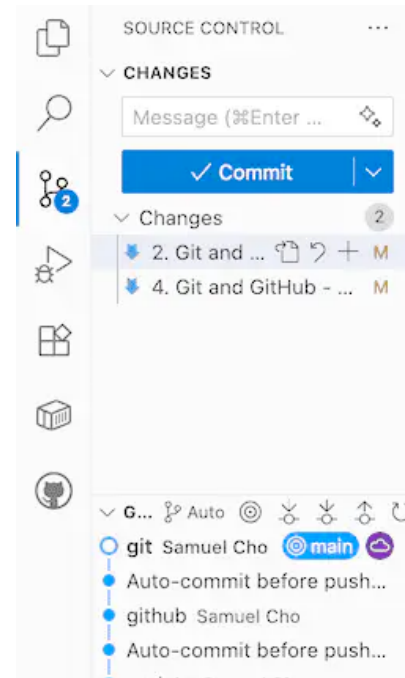 SOURCE CONTROL
CHANGES
Message (⌘Enter ...
Commit
Changes 2
2. Git and ... M
2
4. Git and GitHub - ... M
G... Auto
git Samuel Cho main
Auto-commit before push...
github Samuel Cho
Auto-commit before push...